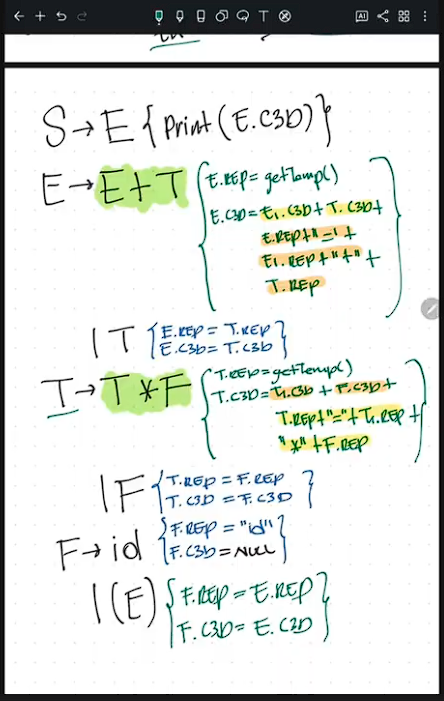 S → E { Print (E.C3D) }
E → E + T { E.REP = getTemp()
E.C3D = E₁.C3D + T.C3D +
E.REP + "=" +
E₁.REP + "+" +
T.REP }
| T { E.REP = T.REP
E.C3D = T.C3D }
T → T * F { T.REP = getTemp()
T.C3D = T₁.C3D + F.C3D +
T.REP + "=" + T₁.REP +
"*" + F.REP }
| F { T.REP = F.REP
T.C3D = F.C3D }
F → id { F.REP = "id"
F.C3D = NULL }
| (E) { F.REP = E.REP
F.C3D = E.C3D }